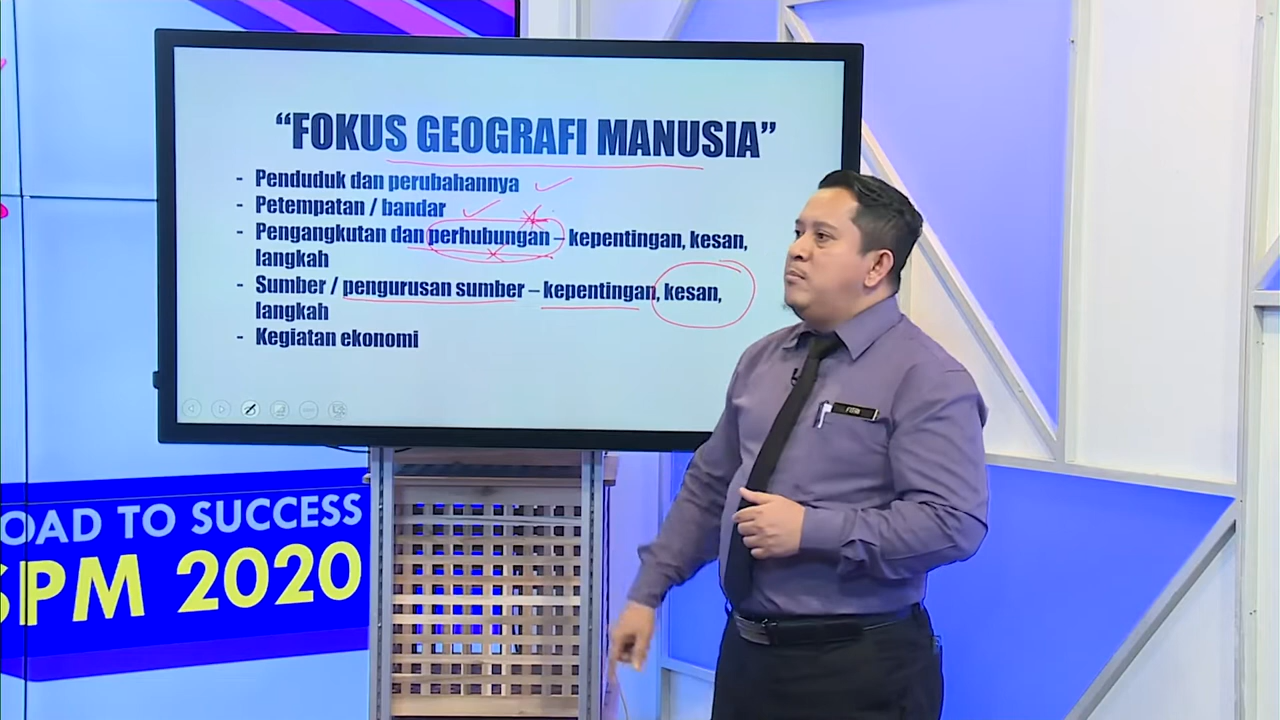 “FOKUS GEOGRAFI MANUSIA”
- Penduduk dan perubahannya
- Petempatan / bandar
- Pengangkutan dan perhubungan – kepentingan, kesan,
langkah
- Sumber / pengurusan sumber – kepentingan, kesan,
langkah
- Kegiatan ekonomi
OAD TO SUCCESS
SPM 2020